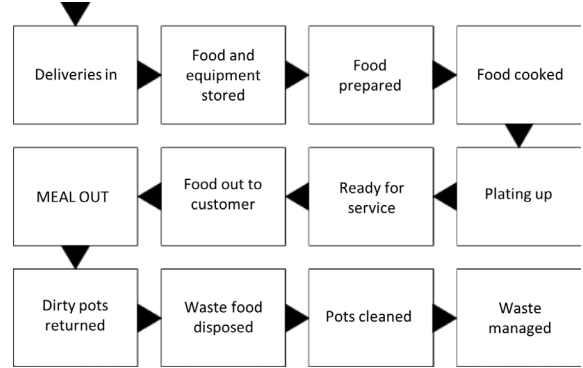 Deliveries in
Food and
equipment
stored
Food
prepared
Food cooked
MEAL OUT
Food out to
customer
Ready for
service
Plating up
Dirty pots
returned
Waste food
disposed
Pots cleaned
Waste
managed